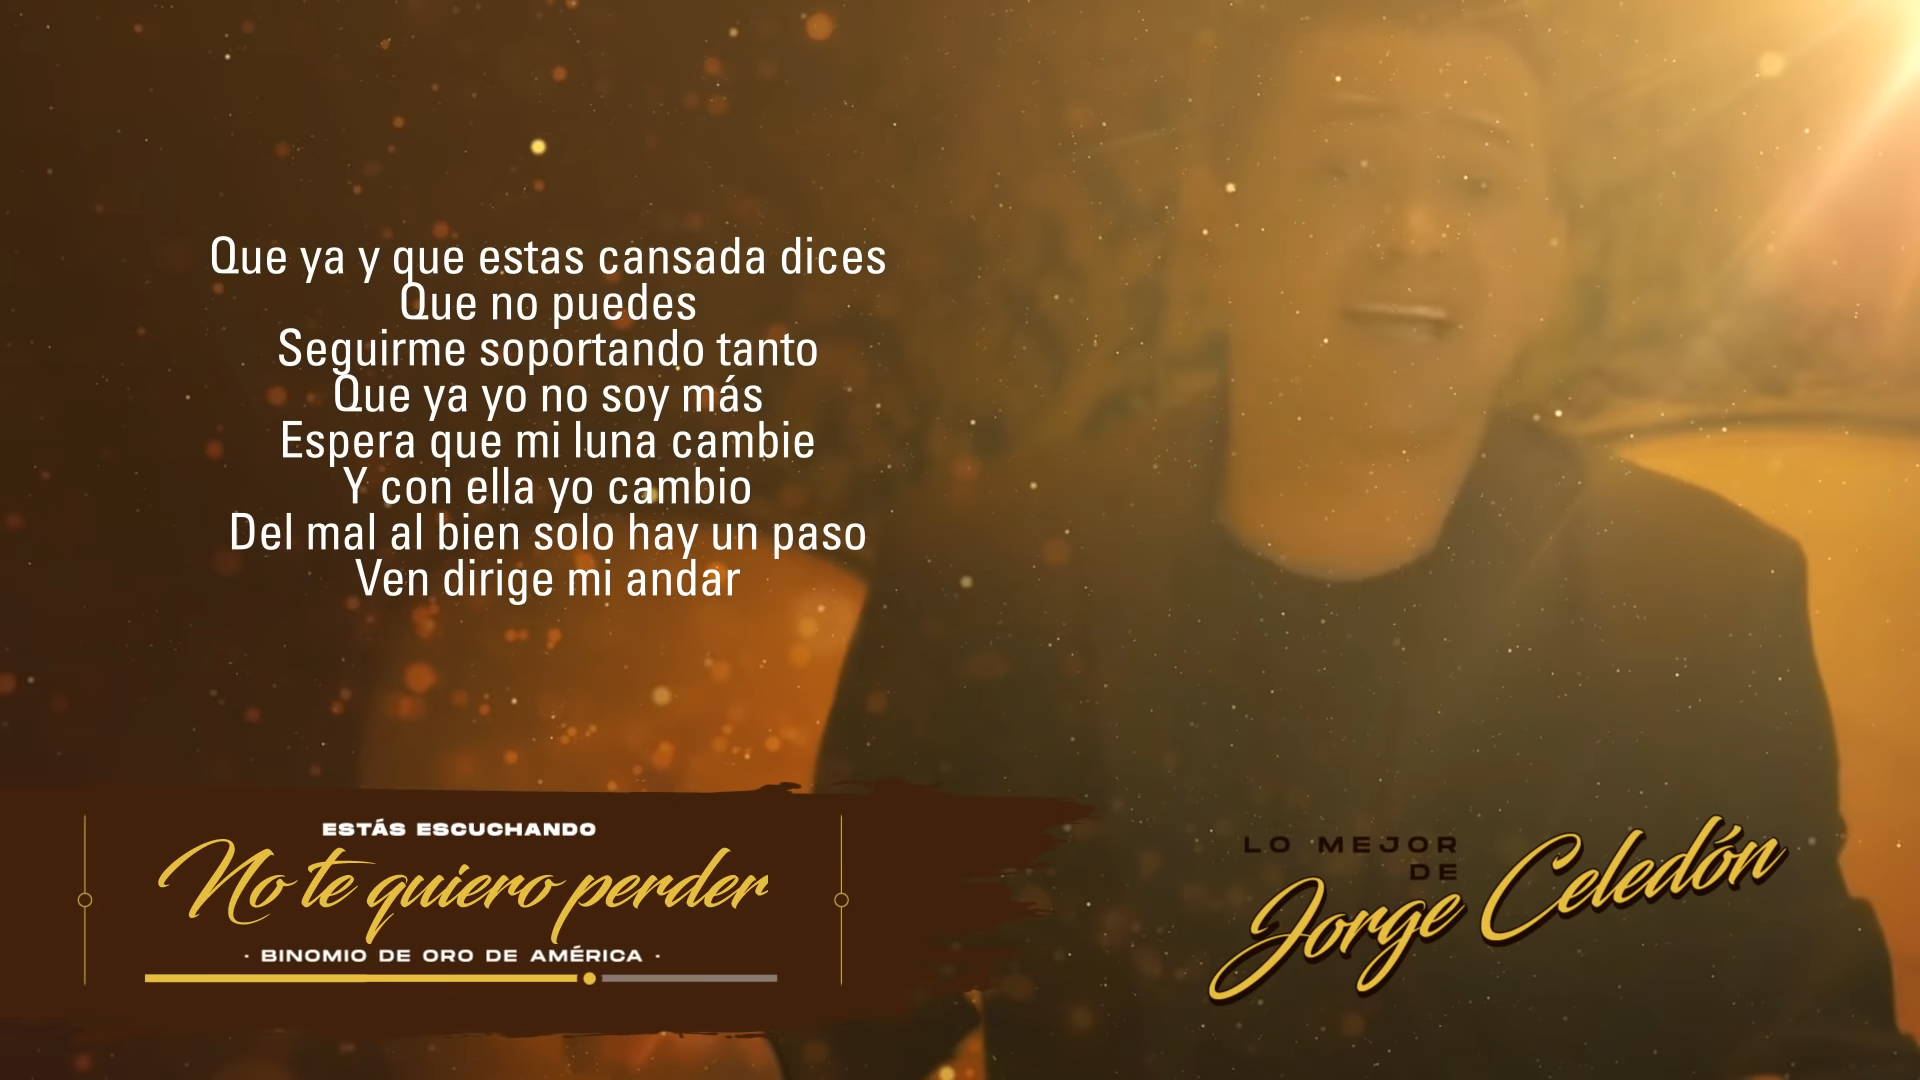 Que ya y que estas cansada dices
Que no puedes
Seguirme soportando tanto
Que ya yo no soy más
Espera que mi luna cambie
Y con ella yo cambio
Del mal al bien solo hay un paso
Ven dirige mi andar
ESTÁS ESCUCHANDO
No te quiero perder
· BINOMIO DE ORO DE AMÉRICA ·
LO MEJOR
DE
Jorge Celedón